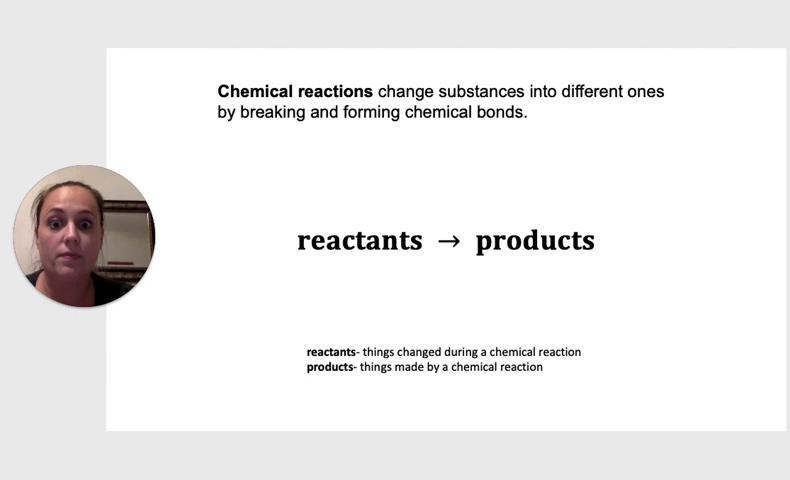 Chemical reactions change substances into different ones
by breaking and forming chemical bonds.
reactants → products
reactants- things changed during a chemical reaction
products- things made by a chemical reaction